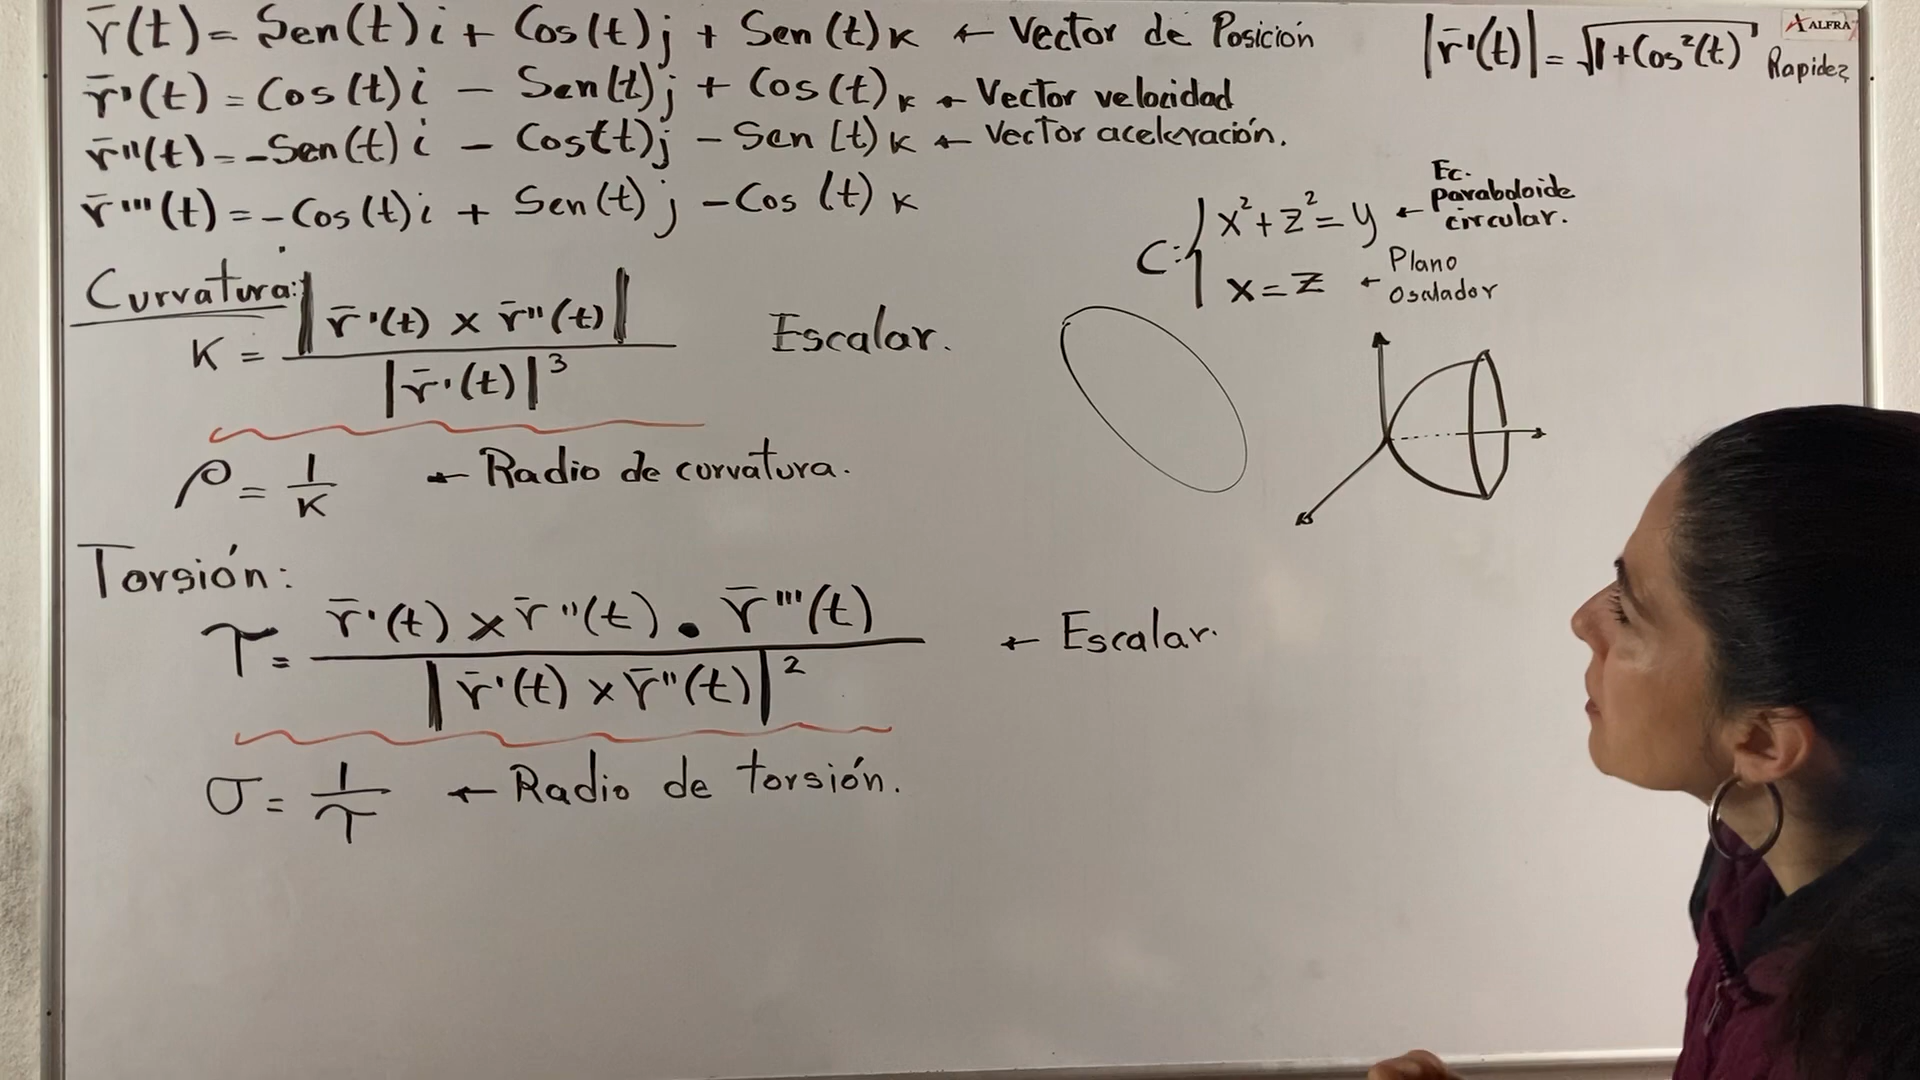 r̄(t) = Sen(t)i + Cos(t)j + Sen(t)k ← Vector de Posición
|r̄'(t)| = √1+Cos²(t) Rapidez
ALFRA
r̄'(t) = Cos(t)i - Sen(t)j + Cos(t)k ← Vector velocidad
r̄''(t) = -Sen(t)i - Cos(t)j - Sen(t)k ← Vector aceleración.
r̄'''(t) = -Cos(t)i + Sen(t)j - Cos(t)k
C:{ x²+z²=y ← Ec. paraboloide circular.
x=z ← Plano Osculador
Curvatura:
K = |r̄'(t) x r̄''(t)| / |r̄'(t)|³ Escalar.
ρ = 1/K ← Radio de curvatura.
Torsión:
T = r̄'(t) x r̄''(t) • r̄'''(t) / |r̄'(t) x r̄''(t)|² ← Escalar.
σ = 1/T ← Radio de torsión.